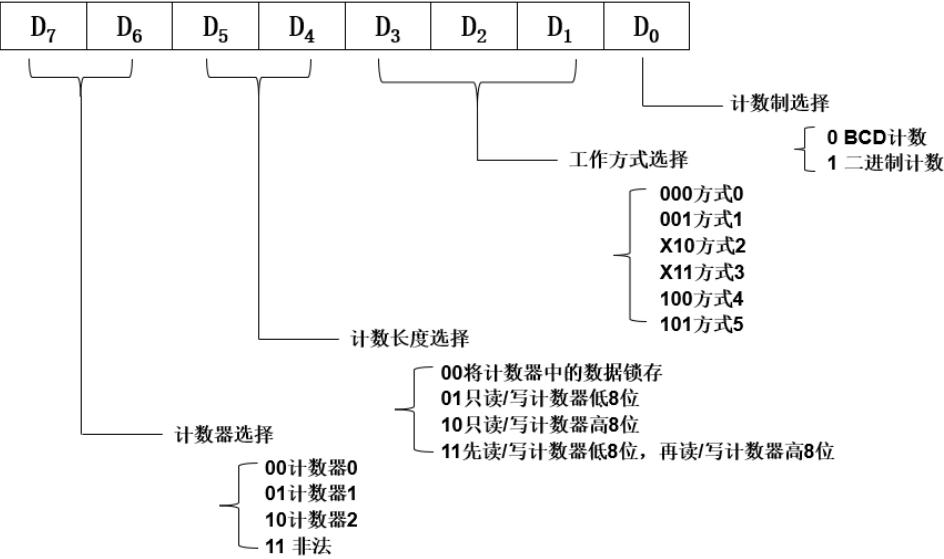 D₇ D₆ D₅ D₄ D₃ D₂ D₁ D₀
计数制选择
0 BCD计数
1 二进制计数
工作方式选择
000方式0
001方式1
X10方式2
X11方式3
100方式4
101方式5
计数长度选择
00将计数器中的数据锁存
01只读/写计数器低8位
10只读/写计数器高8位
11先读/写计数器低8位，再读/写计数器高8位
计数器选择
00计数器0
01计数器1
10计数器2
11 非法